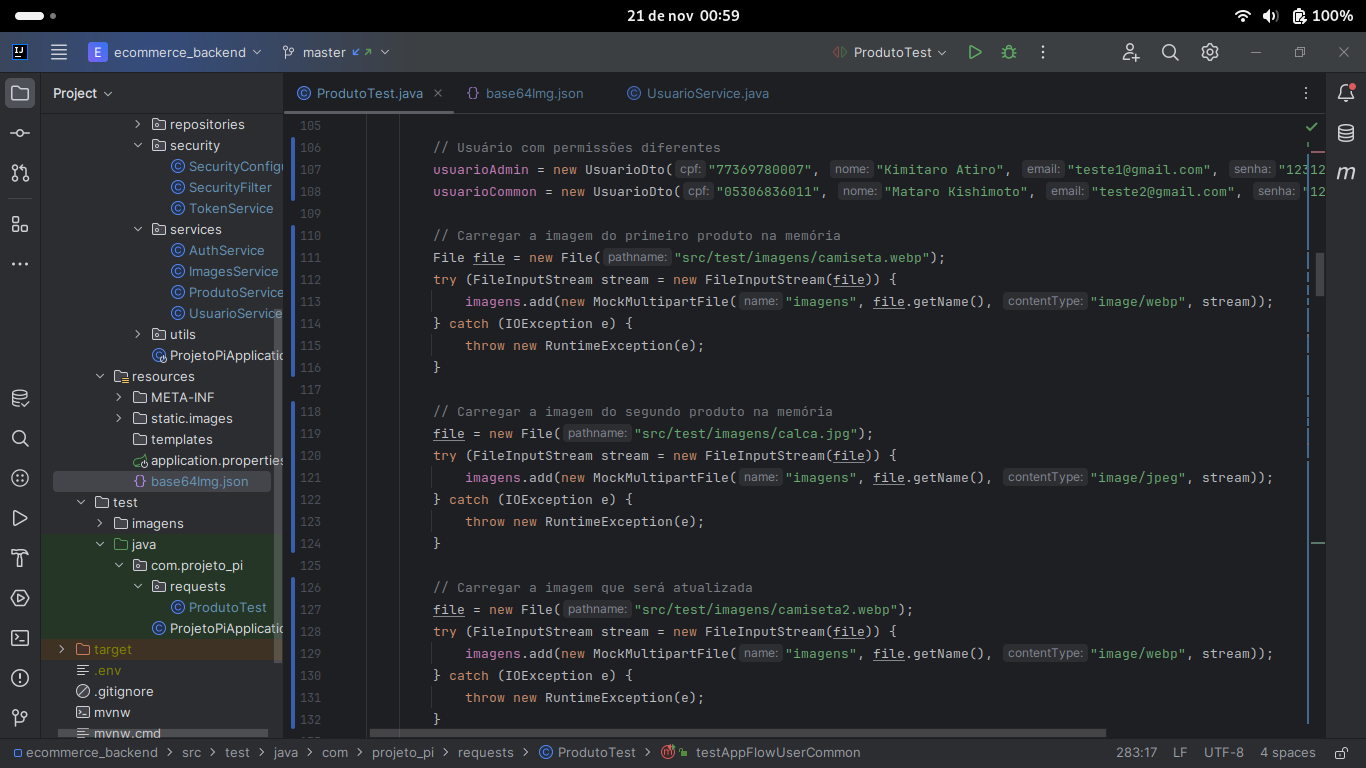 21 de nov 00:59
100%
E ecommerce_backend
master
ProdutoTest
Project
ProdutoTest.java
base64Img.json
UsuarioService.java
repositories
security
SecurityConfigu
SecurityFilter
TokenService
services
AuthService
ImagesService
ProdutoService
UsuarioService
utils
ProjetoPiApplicatio
resources
META-INF
static.images
templates
application.properties
base64Img.json
test
imagens
java
com.projeto_pi
requests
ProdutoTest
ProjetoPiApplicatio
target
.env
.gitignore
mvnw
mvnw.cmd
105
106 // Usuário com permissões diferentes
107 usuarioAdmin = new UsuarioDto( cpf: "77369780007", nome: "Kimitaro Atiro", email: "teste1@gmail.com", senha: "12312
108 usuarioCommon = new UsuarioDto( cpf: "05306836011", nome: "Mataro Kishimoto", email: "teste2@gmail.com", senha: "12
109
110 // Carregar a imagem do primeiro produto na memória
111 File file = new File( pathname: "src/test/imagens/camiseta.webp");
112 try (FileInputStream stream = new FileInputStream(file)) {
113 imagens.add(new MockMultipartFile( name: "imagens", file.getName(), contentType: "image/webp", stream));
114 } catch (IOException e) {
115 throw new RuntimeException(e);
116 }
117
118 // Carregar a imagem do segundo produto na memória
119 file = new File( pathname: "src/test/imagens/calca.jpg");
120 try (FileInputStream stream = new FileInputStream(file)) {
121 imagens.add(new MockMultipartFile( name: "imagens", file.getName(), contentType: "image/jpeg", stream));
122 } catch (IOException e) {
123 throw new RuntimeException(e);
124 }
125
126 // Carregar a imagem que será atualizada
127 file = new File( pathname: "src/test/imagens/camiseta2.webp");
128 try (FileInputStream stream = new FileInputStream(file)) {
129 imagens.add(new MockMultipartFile( name: "imagens", file.getName(), contentType: "image/webp", stream));
130 } catch (IOException e) {
131 throw new RuntimeException(e);
132 }
ecommerce_backend > src > test > java > com > projeto_pi > requests > ProdutoTest > testAppFlowUserCommon
283:17 LF UTF-8 4 spaces